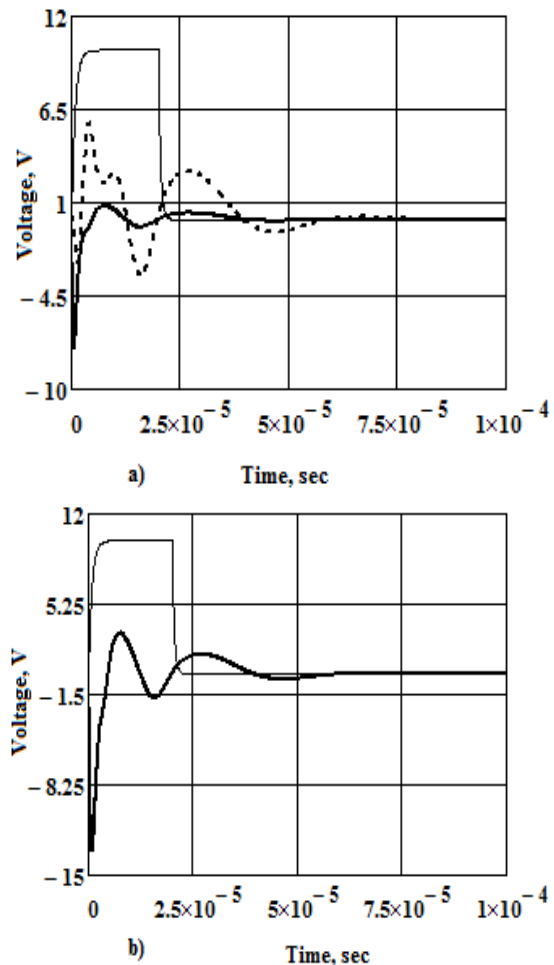 12
6.5
1
−4.5
−10
Voltage, V
0 2.5×10⁻⁵ 5×10⁻⁵ 7.5×10⁻⁵ 1×10⁻⁴
a) Time, sec
12
5.25
−1.5
−8.25
−15
Voltage, V
0 2.5×10⁻⁵ 5×10⁻⁵ 7.5×10⁻⁵ 1×10⁻⁴
b) Time, sec